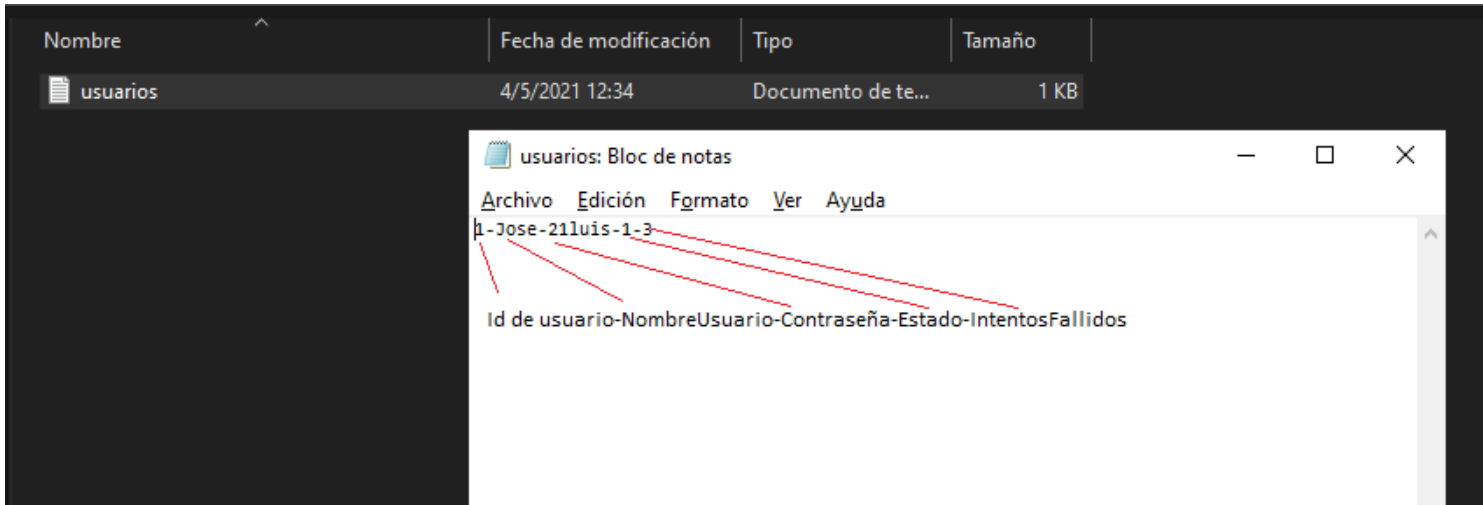 Nombre Fecha de modificación Tipo Tamaño
usuarios 4/5/2021 12:34 Documento de te... 1 KB
usuarios: Bloc de notas
Archivo Edición Formato Ver Ayuda
1-Jose-21luis-1-3
Id de usuario-NombreUsuario-Contraseña-Estado-IntentosFallidos